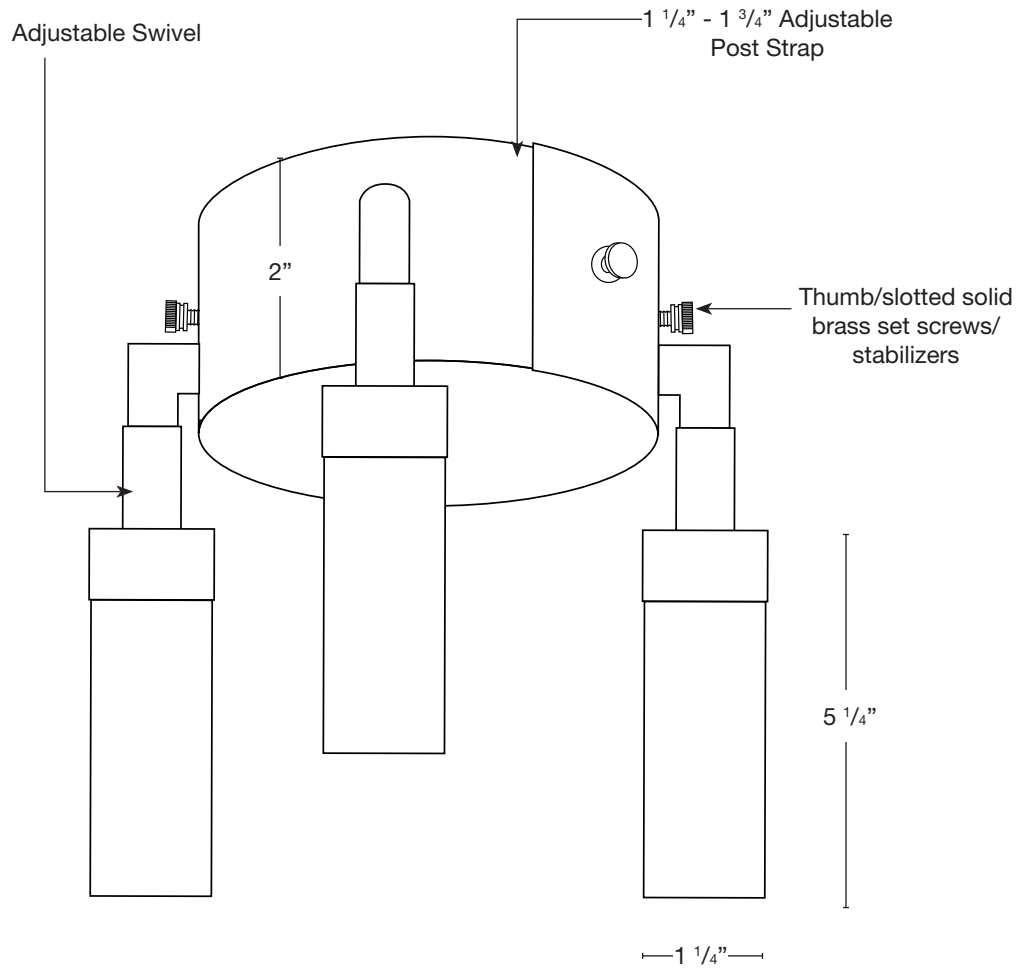 Adjustable Swivel
1 1/4” - 1 3/4” Adjustable
Post Strap
2”
Thumb/slotted solid
brass set screws/
stabilizers
5 1/4”
1 1/4”